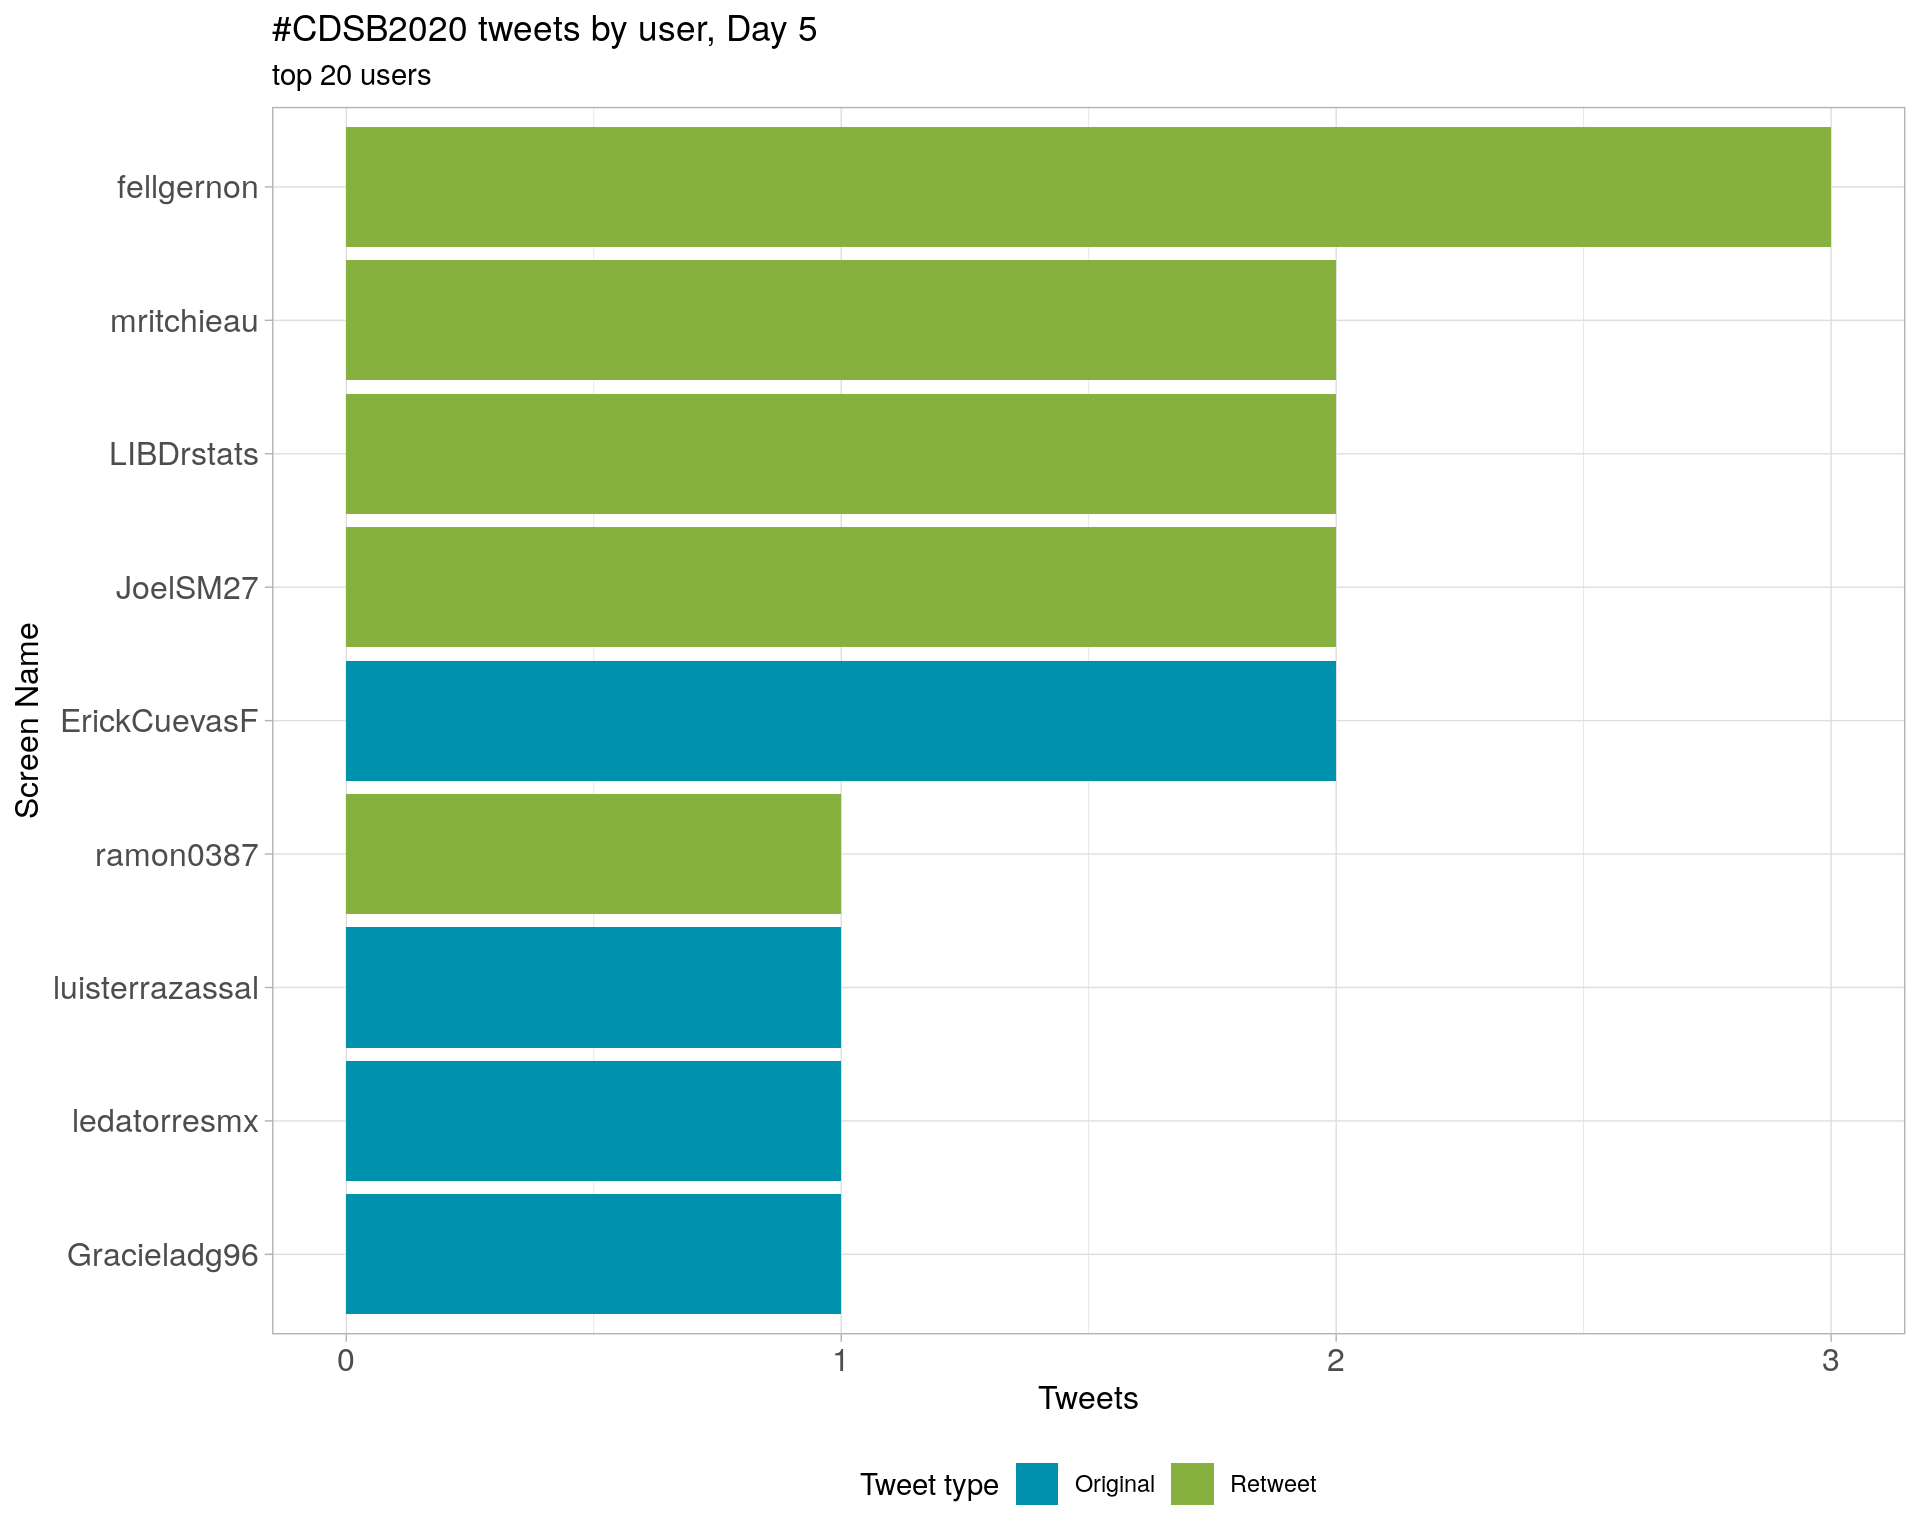 #CDSB2020 tweets by user, Day 5
top 20 users
Screen Name
fellgernon
mritchieau
LIBDrstats
JoelSM27
ErickCuevasF
ramon0387
luisterrazassal
ledatorresmx
Gracieladg96
0 1 2 3
Tweets
Tweet type Original Retweet